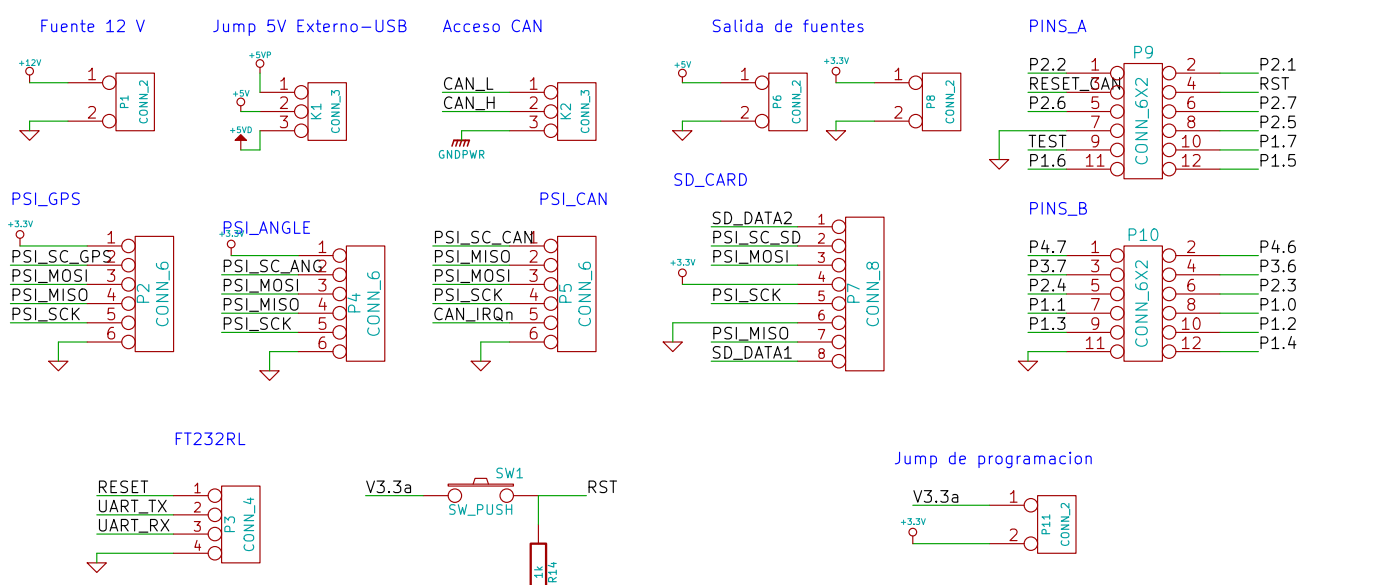 Fuente 12 V
+12V
1
2
P1
CONN_2
Jump 5V Externo-USB
+5VP
+5V
+5VD
1
2
3
K1
CONN_3
Acceso CAN
CAN_L 1
CAN_H 2
3
GNDPWR
K2
CONN_3
Salida de fuentes
+5V
1
2
P6
CONN_2
+3.3V
1
2
P8
CONN_2
PINS_A
P9
CONN_6X2
P2.2 1 2 P2.1
RESET_CAN 3 4 RST
P2.6 5 6 P2.7
7 8 P2.5
TEST 9 10 P1.7
P1.6 11 12 P1.5
PSI_GPS
+3.3V
1
PSI_SC_GPS 2
PSI_MOSI 3
PSI_MISO 4
PSI_SCK 5
6
P2
CONN_6
PSI_ANGLE
+3.3V
1
PSI_SC_ANG 2
PSI_MOSI 3
PSI_MISO 4
PSI_SCK 5
6
P4
CONN_6
PSI_CAN
PSI_SC_CAN 1
PSI_MISO 2
PSI_MOSI 3
PSI_SCK 4
CAN_IRQn 5
6
P5
CONN_6
SD_CARD
SD_DATA2 1
PSI_SC_SD 2
PSI_MOSI 3
+3.3V
4
PSI_SCK 5
6
PSI_MISO 7
SD_DATA1 8
P7
CONN_8
PINS_B
P10
CONN_6X2
P4.7 1 2 P4.6
P3.7 3 4 P3.6
P2.4 5 6 P2.3
P1.1 7 8 P1.0
P1.3 9 10 P1.2
11 12 P1.4
FT232RL
RESET 1
UART_TX 2
UART_RX 3
4
P3
CONN_4
SW1
V3.3a
RST
SW_PUSH
1k
R14
Jump de programacion
V3.3a 1
+3.3V
2
P11
CONN_2